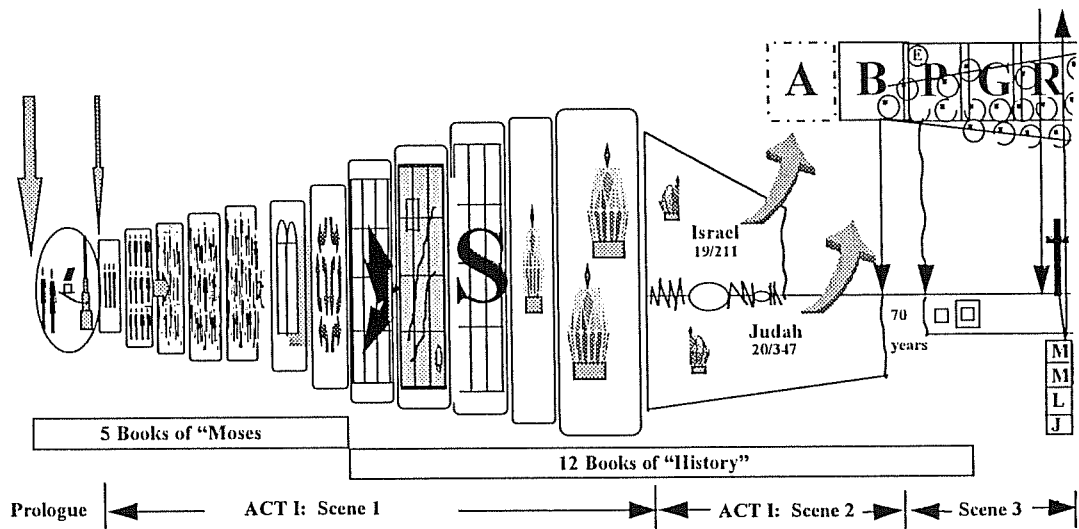 A
B
P
G
R
E
S
Israel
19/211
Judah
20/347
70
years
M
M
L
J
5 Books of "Moses
12 Books of "History"
Prologue
ACT I: Scene 1
ACT I: Scene 2
Scene 3